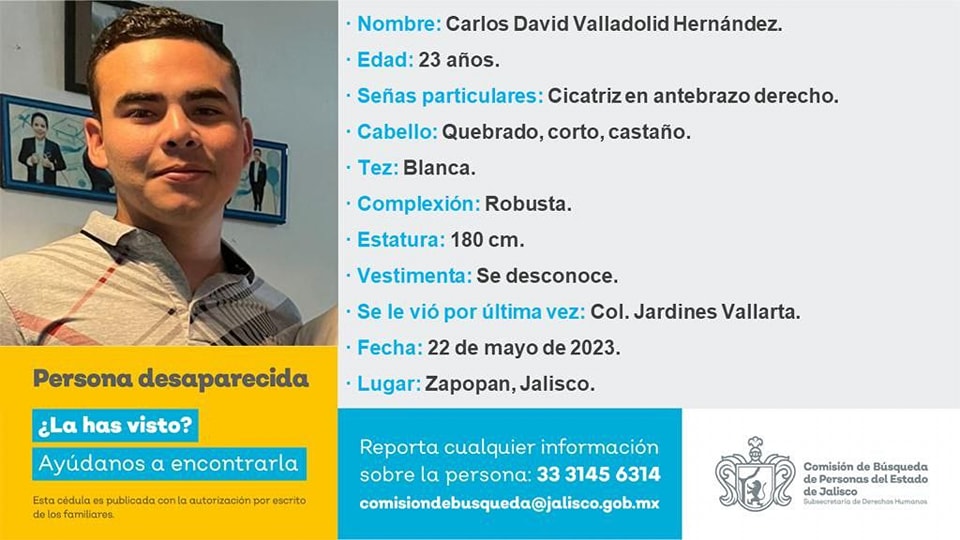 · Nombre: Carlos David Valladolid Hernández.
· Edad: 23 años.
· Señas particulares: Cicatriz en antebrazo derecho.
· Cabello: Quebrado, corto, castaño.
· Tez: Blanca.
· Complexión: Robusta.
· Estatura: 180 cm.
· Vestimenta: Se desconoce.
· Se le vió por última vez: Col. Jardines Vallarta.
· Fecha: 22 de mayo de 2023.
· Lugar: Zapopan, Jalisco.
Persona desaparecida
¿La has visto?
Ayúdanos a encontrarla
Esta cédula es publicada con la autorización por escrito
de los familiares.
Reporta cualquier información
sobre la persona: 33 3145 6314
comisiondebusqueda@jalisco.gob.mx
Comisión de Búsqueda
de Personas del Estado
de Jalisco
Subsecretaría de Derechos Humanos